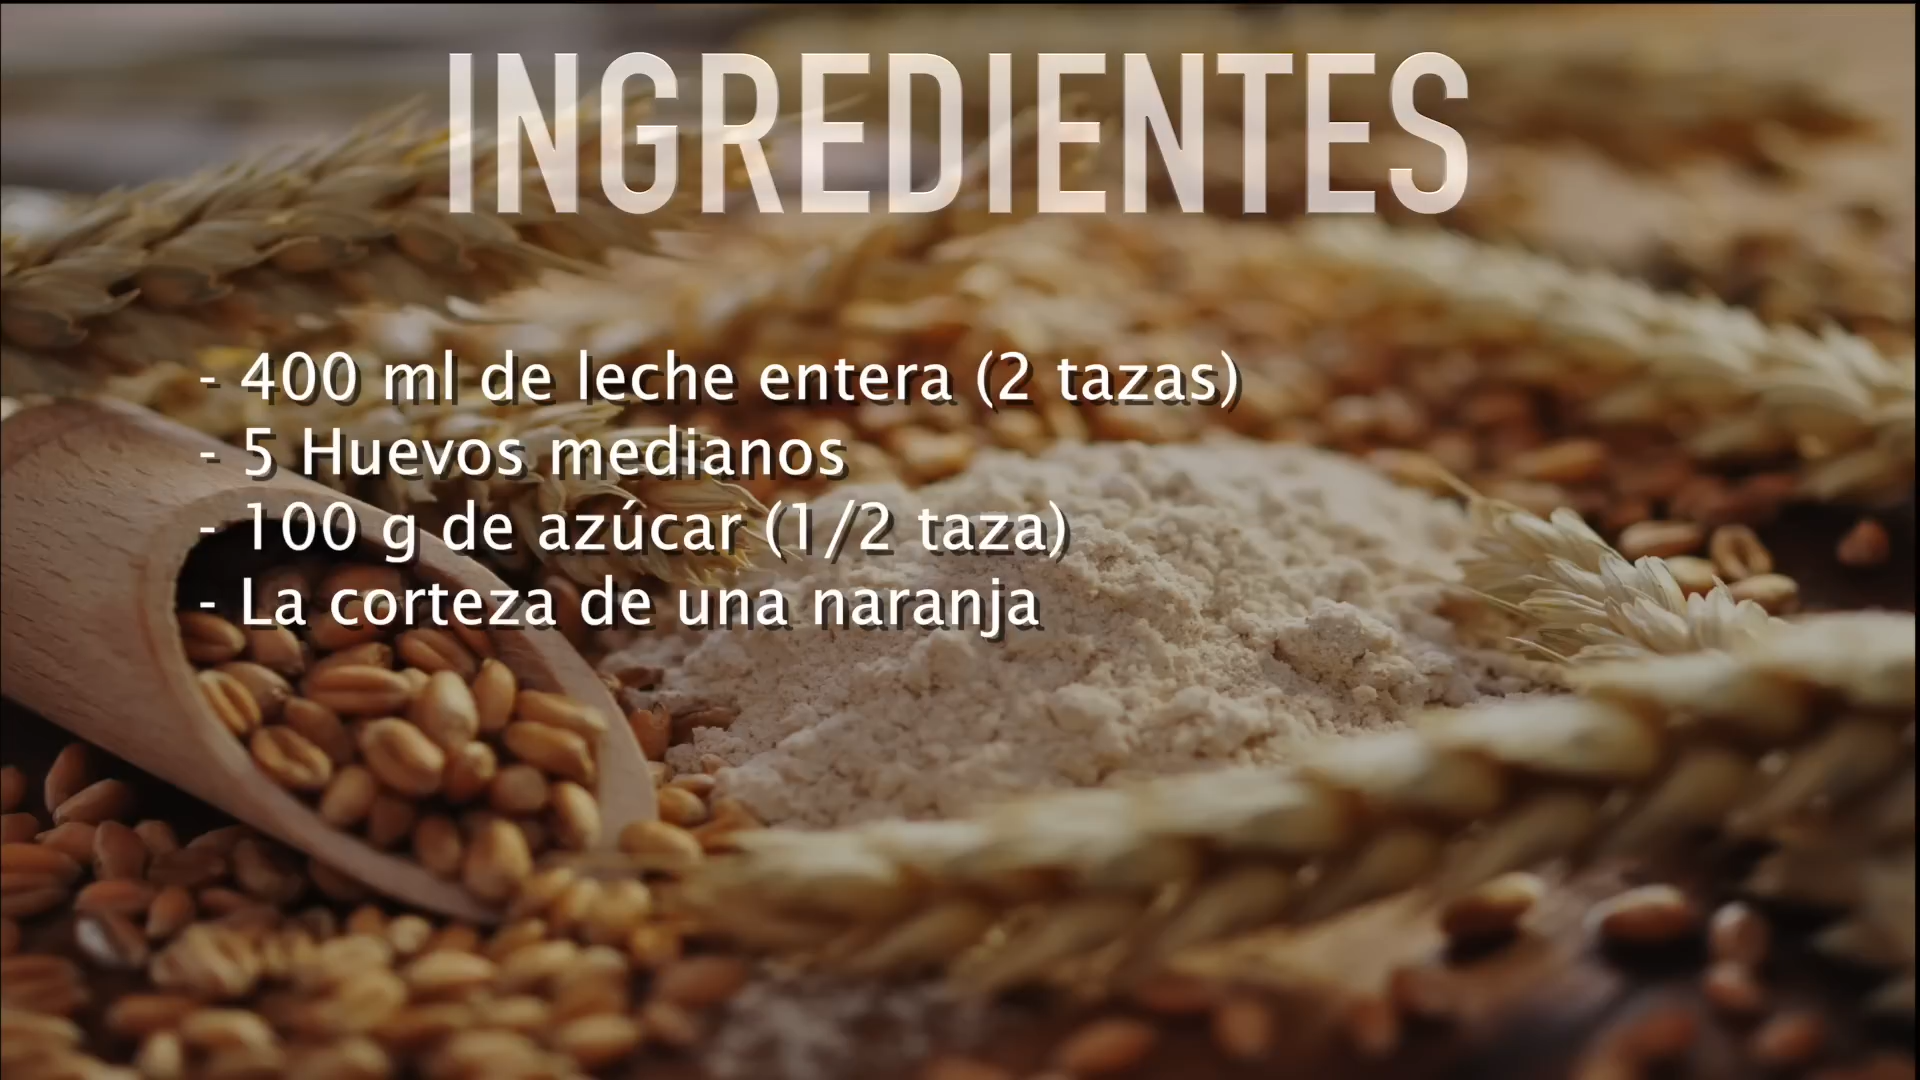 INGREDIENTES
- 400 ml de leche entera (2 tazas)
- 5 Huevos medianos
- 100 g de azúcar (1/2 taza)
- La corteza de una naranja